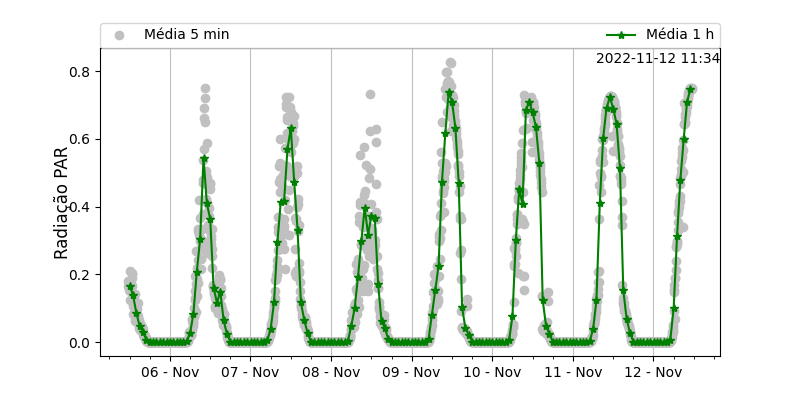 Média 5 min
Média 1 h
2022-11-12 11:34
Radiação PAR
0.8
0.6
0.4
0.2
0.0
06 - Nov
07 - Nov
08 - Nov
09 - Nov
10 - Nov
11 - Nov
12 - Nov